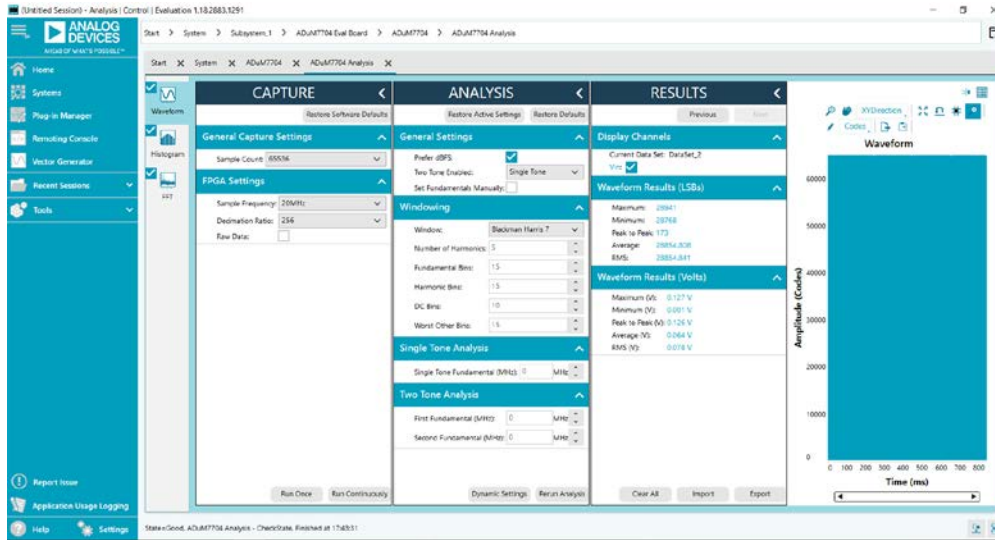 (Untitled Session) - Analysis | Control | Evaluation 1.18.2883.1291
ANALOG
DEVICES
AHEAD OF WHAT'S POSSIBLE™
Home
Systems
Plug-in Manager
Remoting Console
Vector Generator
Recent Sessions
Tools
Report Issue
Application Usage Logging
Help
Settings
Start > System > Subsystem_1 > ADuM7704 Eval Board > ADuM7704 > ADuM7704 Analysis
Start
System
ADuM7704
ADuM7704 Analysis
Waveform
Histogram
FFT
CAPTURE
Restore Software Defaults
General Capture Settings
Sample Count: 65536
FPGA Settings
Sample Frequency: 20MHz
Decimation Ratio: 256
Raw Data:
Run Once
Run Continuously
ANALYSIS
Restore Active Settings
Restore Defaults
General Settings
Prefer dBFS:
Two Tone Enabled: Single Tone
Set Fundamentals Manually:
Windowing
Window: Blackman Harris 7
Number of Harmonics: 5
Fundamental Bins: 15
Harmonic Bins: 15
DC Bins: 10
Worst Other Bins: 15
Single Tone Analysis
Single Tone Fundamental (MHz): 0 MHz
Two Tone Analysis
First Fundamental (MHz): 0 MHz
Second Fundamental (MHz): 0 MHz
Dynamic Settings
Rerun Analysis
RESULTS
Previous
Display Channels
Current Data Set: DataSet_2
Waveform Results (LSBs)
Maximum: 28941
Minimum: 28768
Peak to Peak: 173
Average: 28854.808
RMS: 28854.841
Waveform Results (Volts)
Maximum (V): 0.127 V
Minimum (V): 0.001 V
Peak to Peak (V): 0.126 V
Average (V): 0.064 V
RMS (V): 0.078 V
Clear All
Import
Export
XYDirection
Codes
Waveform
Amplitude (Codes)
60000
50000
40000
30000
20000
10000
0
0 100 200 300 400 500 600 700 800
Time (ms)
State=Good, ADuM7704 Analysis - CheckState. Finished at 17:43:31